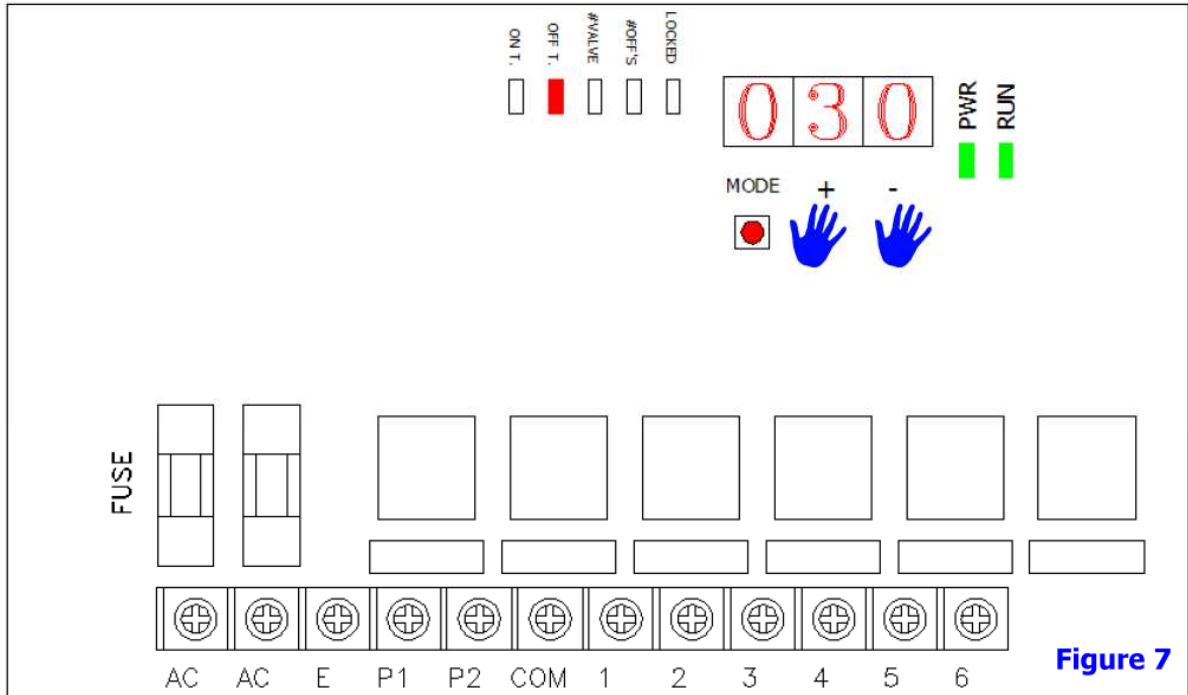 ON T.
OFF T.
#VALVE
#OFF'S
LOCKED
030
PWR
RUN
MODE
+
-
FUSE
AC AC E P1 P2 COM 1 2 3 4 5 6
Figure 7